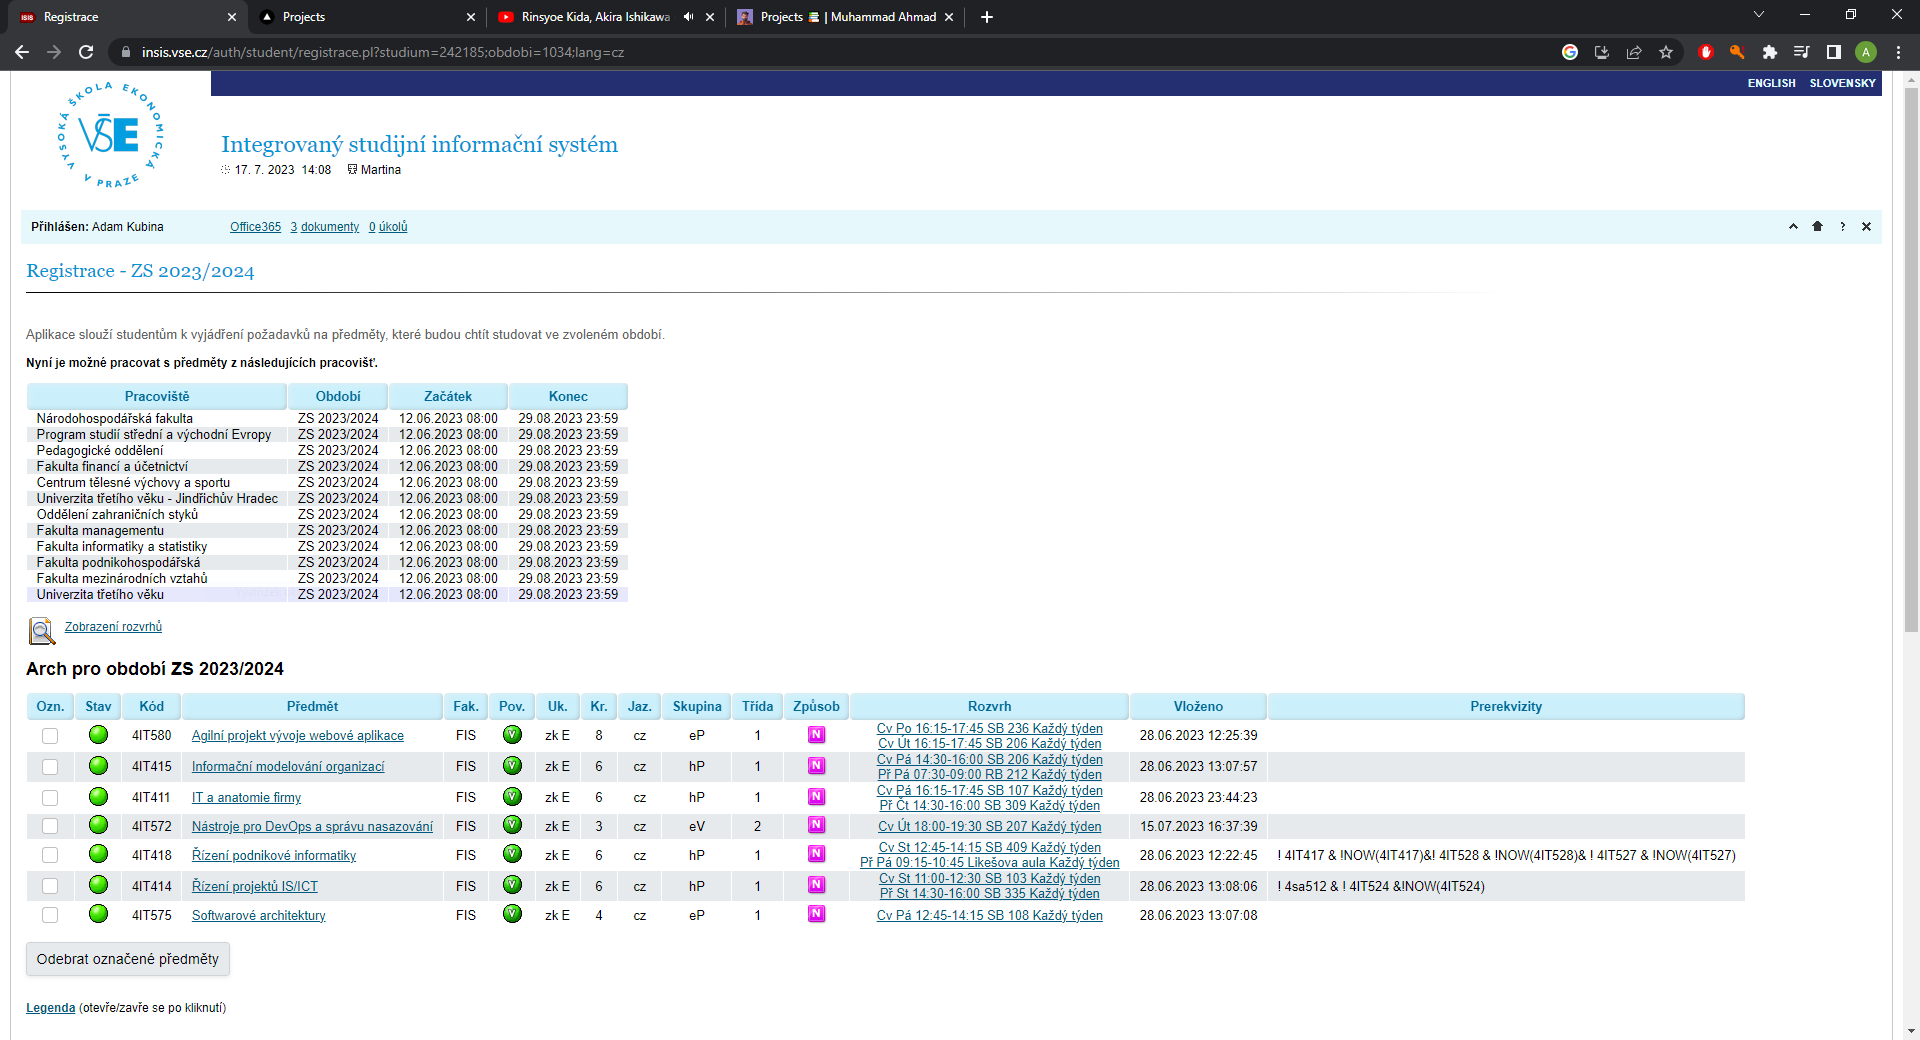 Registrace
Projects
Rinsyoe Kida, Akira Ishikawa
Projects 📚 | Muhammad Ahmad
insis.vse.cz/auth/student/registrace.pl?studium=242185;obdobi=1034;lang=cz
A
ENGLISH SLOVENSKY
VYSOKÁ ŠKOLA EKONOMICKÁ V PRAZE
VŠE
Integrovaný studijní informační systém
17. 7. 2023 14:08 Martina
Přihlášen: Adam Kubina Office365 3 dokumenty 0 úkolů
Registrace - ZS 2023/2024
Aplikace slouží studentům k vyjádření požadavků na předměty, které budou chtít studovat ve zvoleném období.
Nyní je možné pracovat s předměty z následujících pracovišť.
Pracoviště Období Začátek Konec
Národohospodářská fakulta ZS 2023/2024 12.06.2023 08:00 29.08.2023 23:59
Program studií střední a východní Evropy ZS 2023/2024 12.06.2023 08:00 29.08.2023 23:59
Pedagogické oddělení ZS 2023/2024 12.06.2023 08:00 29.08.2023 23:59
Fakulta financí a účetnictví ZS 2023/2024 12.06.2023 08:00 29.08.2023 23:59
Centrum tělesné výchovy a sportu ZS 2023/2024 12.06.2023 08:00 29.08.2023 23:59
Univerzita třetího věku - Jindřichův Hradec ZS 2023/2024 12.06.2023 08:00 29.08.2023 23:59
Oddělení zahraničních styků ZS 2023/2024 12.06.2023 08:00 29.08.2023 23:59
Fakulta managementu ZS 2023/2024 12.06.2023 08:00 29.08.2023 23:59
Fakulta informatiky a statistiky ZS 2023/2024 12.06.2023 08:00 29.08.2023 23:59
Fakulta podnikohospodářská ZS 2023/2024 12.06.2023 08:00 29.08.2023 23:59
Fakulta mezinárodních vztahů ZS 2023/2024 12.06.2023 08:00 29.08.2023 23:59
Univerzita třetího věku ZS 2023/2024 12.06.2023 08:00 29.08.2023 23:59
Zobrazení rozvrhů
Arch pro období ZS 2023/2024
Ozn. Stav Kód Předmět Fak. Pov. Uk. Kr. Jaz. Skupina Třída Způsob Rozvrh Vloženo Prerekvizity
4IT580 Agilní projekt vývoje webové aplikace FIS V zk E 8 cz eP 1 N Cv Po 16:15-17:45 SB 236 Každý týden 28.06.2023 12:25:39
Cv Út 16:15-17:45 SB 206 Každý týden
4IT415 Informační modelování organizací FIS V zk E 6 cz hP 1 N Cv Pá 14:30-16:00 SB 206 Každý týden 28.06.2023 13:07:57
Př Pá 07:30-09:00 RB 212 Každý týden
4IT411 IT a anatomie firmy FIS V zk E 6 cz hP 1 N Cv Pá 16:15-17:45 SB 107 Každý týden 28.06.2023 23:44:23
Př Čt 14:30-16:00 SB 309 Každý týden
4IT572 Nástroje pro DevOps a správu nasazování FIS V zk E 3 cz eV 2 N Cv Út 18:00-19:30 SB 207 Každý týden 15.07.2023 16:37:39
4IT418 Řízení podnikové informatiky FIS V zk E 6 cz hP 1 N Cv St 12:45-14:15 SB 409 Každý týden 28.06.2023 12:22:45 ! 4IT417 & !NOW(4IT417)&! 4IT528 & !NOW(4IT528)& ! 4IT527 & !NOW(4IT527)
Př Pá 09:15-10:45 Likešova aula Každý týden
4IT414 Řízení projektů IS/ICT FIS V zk E 6 cz hP 1 N Cv St 11:00-12:30 SB 103 Každý týden 28.06.2023 13:08:06 ! 4sa512 & ! 4IT524 &!NOW(4IT524)
Př St 14:30-16:00 SB 335 Každý týden
4IT575 Softwarové architektury FIS V zk E 4 cz eP 1 N Cv Pá 12:45-14:15 SB 108 Každý týden 28.06.2023 13:07:08
Odebrat označené předměty
Legenda (otevře/zavře se po kliknutí)